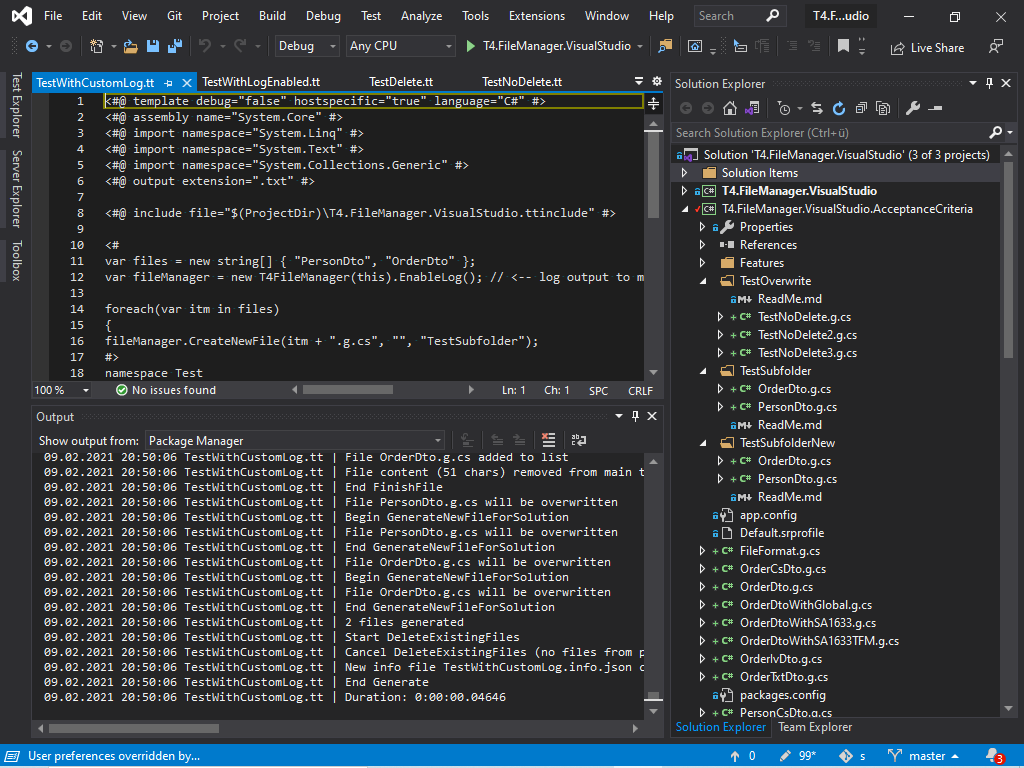 File Edit View Git Project Build Debug Test Analyze Tools Extensions Window Help Search T4.F...udio
Debug Any CPU T4.FileManager.VisualStudio Live Share
Test Explorer
Server Explorer
Toolbox
TestWithCustomLog.tt TestWithLogEnabled.tt TestDelete.tt TestNoDelete.tt
1 <#@ template debug="false" hostspecific="true" language="C#" #>
2 <#@ assembly name="System.Core" #>
3 <#@ import namespace="System.Linq" #>
4 <#@ import namespace="System.Text" #>
5 <#@ import namespace="System.Collections.Generic" #>
6 <#@ output extension=".txt" #>
7
8 <#@ include file="$(ProjectDir)\T4.FileManager.VisualStudio.ttinclude" #>
9
10 <#
11 var files = new string[] { "PersonDto", "OrderDto" };
12 var fileManager = new T4FileManager(this).EnableLog(); // <-- log output to m
13
14 foreach(var itm in files)
15 {
16 fileManager.CreateNewFile(itm + ".g.cs", "", "TestSubfolder");
17 #>
18 namespace Test
100 % No issues found Ln: 1 Ch: 1 SPC CRLF
Output
Show output from: Package Manager
09.02.2021 20:50:06 TestWithCustomLog.tt | File OrderDto.g.cs added to list
09.02.2021 20:50:06 TestWithCustomLog.tt | File content (51 chars) removed from main t
09.02.2021 20:50:06 TestWithCustomLog.tt | End FinishFile
09.02.2021 20:50:06 TestWithCustomLog.tt | File PersonDto.g.cs will be overwritten
09.02.2021 20:50:06 TestWithCustomLog.tt | Begin GenerateNewFileForSolution
09.02.2021 20:50:06 TestWithCustomLog.tt | File PersonDto.g.cs will be overwritten
09.02.2021 20:50:06 TestWithCustomLog.tt | End GenerateNewFileForSolution
09.02.2021 20:50:06 TestWithCustomLog.tt | File OrderDto.g.cs will be overwritten
09.02.2021 20:50:06 TestWithCustomLog.tt | Begin GenerateNewFileForSolution
09.02.2021 20:50:06 TestWithCustomLog.tt | File OrderDto.g.cs will be overwritten
09.02.2021 20:50:06 TestWithCustomLog.tt | End GenerateNewFileForSolution
09.02.2021 20:50:06 TestWithCustomLog.tt | 2 files generated
09.02.2021 20:50:06 TestWithCustomLog.tt | Start DeleteExistingFiles
09.02.2021 20:50:06 TestWithCustomLog.tt | Cancel DeleteExistingFiles (no files from p
09.02.2021 20:50:06 TestWithCustomLog.tt | New info file TestWithCustomLog.info.json c
09.02.2021 20:50:06 TestWithCustomLog.tt | End Generate
09.02.2021 20:50:06 TestWithCustomLog.tt | Duration: 0:00:00.04646
Solution Explorer
Search Solution Explorer (Ctrl+ü)
Solution 'T4.FileManager.VisualStudio' (3 of 3 projects)
Solution Items
C# T4.FileManager.VisualStudio
C# T4.FileManager.VisualStudio.AcceptanceCriteria
Properties
References
Features
TestOverwrite
M↓ ReadMe.md
+ C# TestNoDelete.g.cs
+ C# TestNoDelete2.g.cs
+ C# TestNoDelete3.g.cs
TestSubfolder
+ C# OrderDto.g.cs
+ C# PersonDto.g.cs
M↓ ReadMe.md
TestSubfolderNew
+ C# OrderDto.g.cs
+ C# PersonDto.g.cs
M↓ ReadMe.md
app.config
Default.srprofile
+ C# FileFormat.g.cs
+ C# OrderCsDto.g.cs
+ C# OrderDto.g.cs
+ C# OrderDtoWithGlobal.g.cs
+ C# OrderDtoWithSA1633.g.cs
+ C# OrderDtoWithSA1633TFM.g.cs
+ C# OrderIvDto.g.cs
+ C# OrderTxtDto.g.cs
packages.config
+ C# PersonCsDto.g.cs
Solution Explorer Team Explorer
User preferences overridden by... 0 99* s master 3